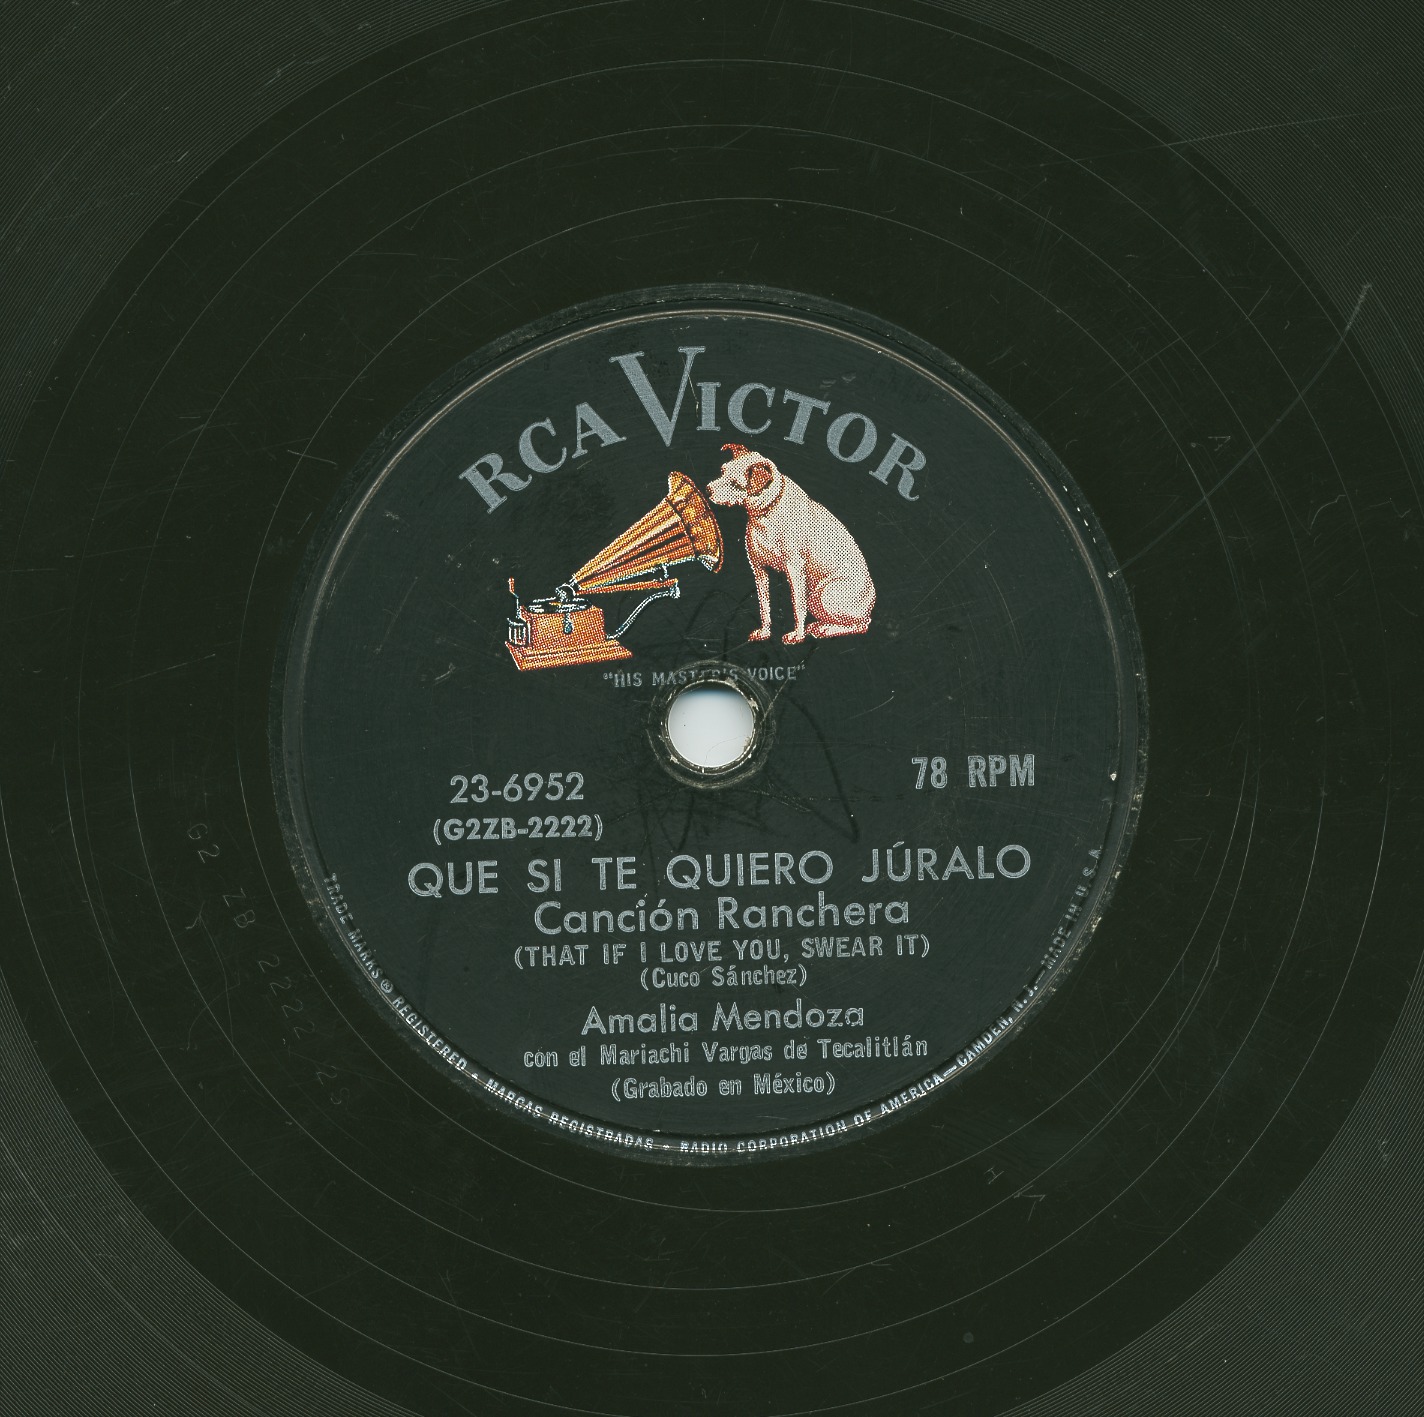 RCA VICTOR
"HIS MASTER'S VOICE"
23-6952
78 RPM
(G2ZB-2222)
QUE SI TE QUIERO JÚRALO
Canción Ranchera
(THAT IF I LOVE YOU, SWEAR IT)
(Cuco Sánchez)
Amalia Mendoza
con el Mariachi Vargas de Tecalitlán
(Grabado en México)
TRADE MARKS ® REGISTERED • MARCAS REGISTRADAS • RADIO CORPORATION OF AMERICA—CAMDEN, N.J.—MADE IN U.S.A.
G2 ZB 2222
A